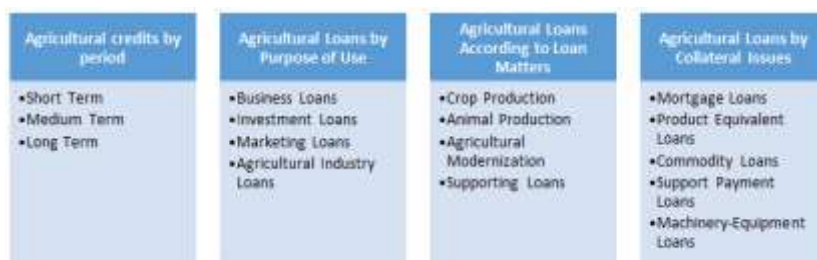 Agricultural credits by
period
•Short Term
•Medium Term
•Long Term
Agricultural Loans by
Purpose of Use
•Business Loans
•Investment Loans
•Marketing Loans
•Agricultural Industry
Loans
Agricultural Loans
According to Loan
Matters
•Crop Production
•Animal Production
•Agricultural
Modernization
•Supporting Loans
Agricultural Loans by
Collateral Issues
•Mortgage Loans
•Product Equivalent
Loans
•Commodity Loans
•Support Payment
Loans
•Machinery-Equipment
Loans